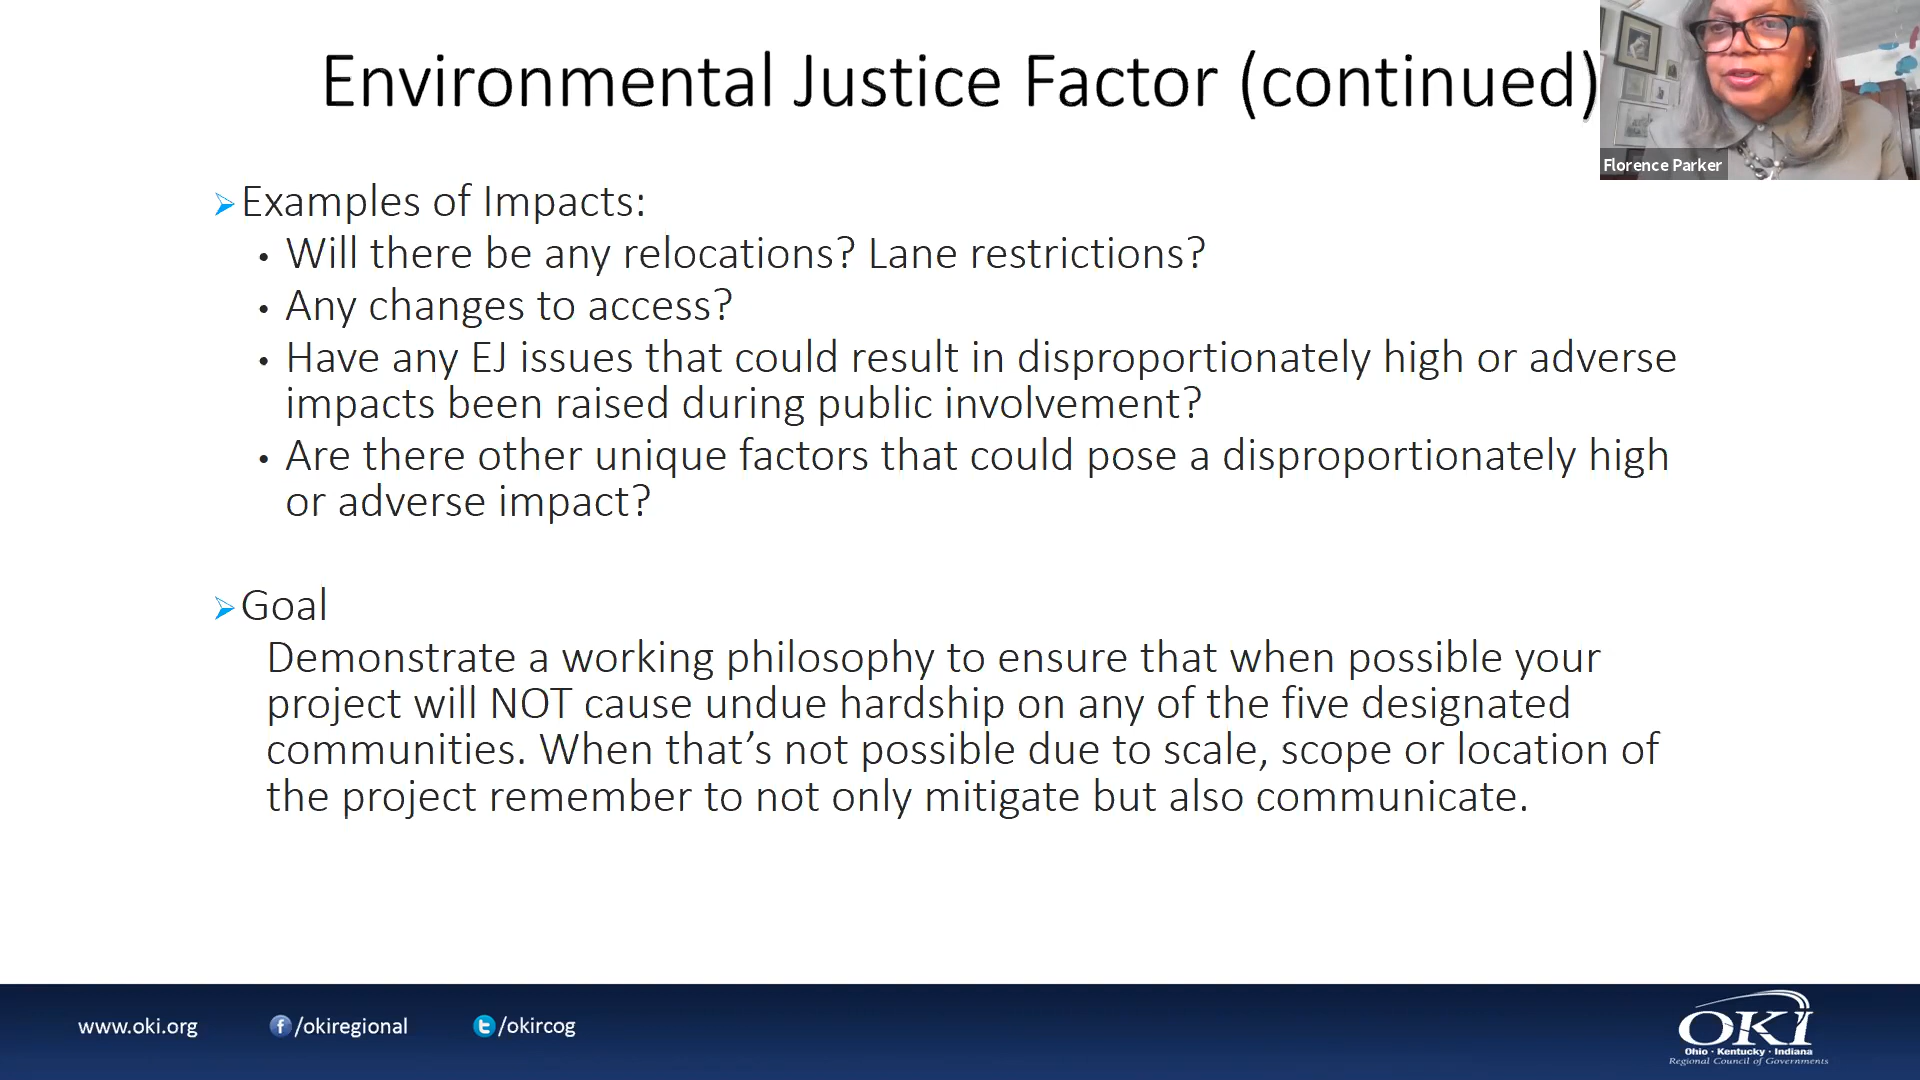 Environmental Justice Factor (continued)
Florence Parker
Examples of Impacts:
Will there be any relocations? Lane restrictions?
Any changes to access?
Have any EJ issues that could result in disproportionately high or adverse
impacts been raised during public involvement?
Are there other unique factors that could pose a disproportionately high
or adverse impact?
Goal
Demonstrate a working philosophy to ensure that when possible your
project will NOT cause undue hardship on any of the five designated
communities. When that’s not possible due to scale, scope or location of
the project remember to not only mitigate but also communicate.
www.oki.org
/okiregional
/okircog
OKI
Ohio · Kentucky · Indiana
Regional Council of Governments